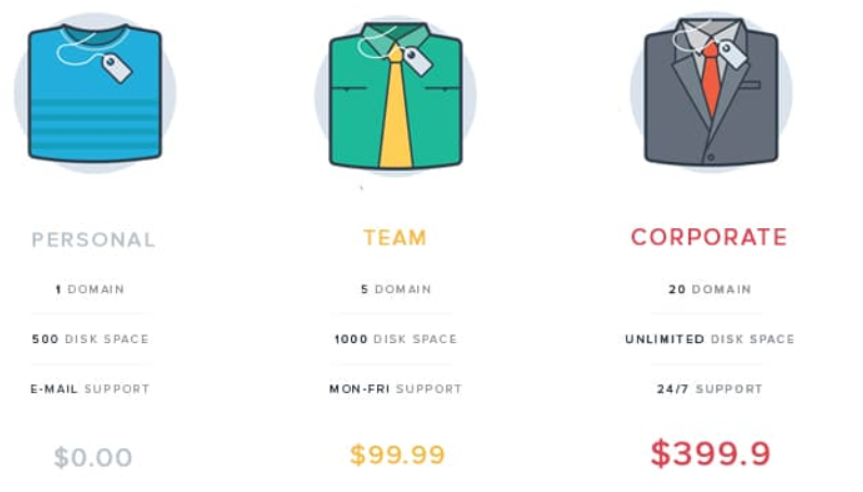 PERSONAL
1 DOMAIN
500 DISK SPACE
E-MAIL SUPPORT
$0.00
TEAM
5 DOMAIN
1000 DISK SPACE
MON-FRI SUPPORT
$99.99
CORPORATE
20 DOMAIN
UNLIMITED DISK SPACE
24/7 SUPPORT
$399.9